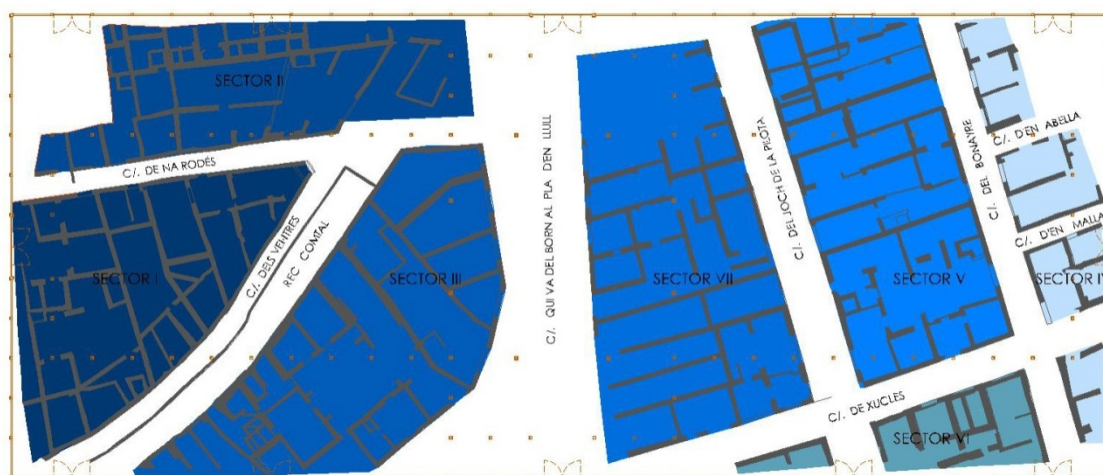 SECTOR II
C/. DE NA RODÉS
SECTOR I
C/. DELS VENTRES
REC COMTAL
SECTOR III
C/. QUI VA DEL BORN AL PLA D'EN LLULL
SECTOR VII
C/. DEL JOCH DE LA PILOTA
SECTOR V
C/. DEL BONAYRE
C/. D'EN ABELLA
C/. D'EN MALLA
SECTOR IV
C/. DE XUCLES
SECTOR VI